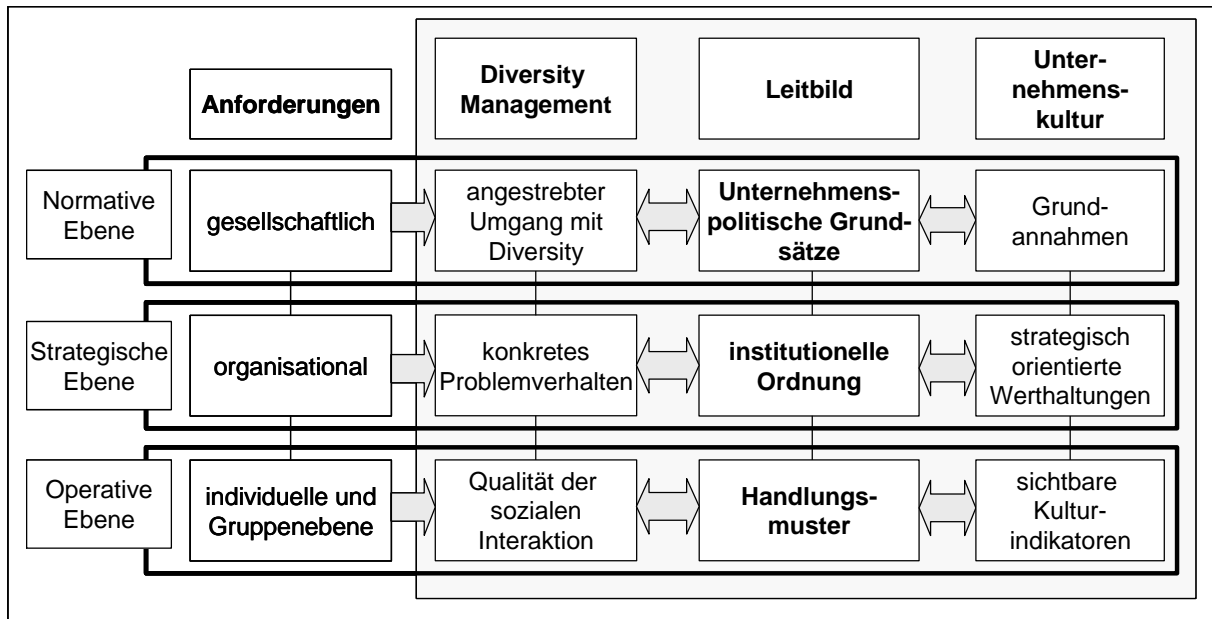 Anforderungen
Diversity
Management
Leitbild
Unter-
nehmens-
kultur
Normative
Ebene
gesellschaftlich
angestrebter
Umgang mit
Diversity
Unternehmens-
politische Grund-
sätze
Grund-
annahmen
Strategische
Ebene
organisational
konkretes
Problemverhalten
institutionelle
Ordnung
strategisch
orientierte
Werthaltungen
Operative
Ebene
individuelle und
Gruppenebene
Qualität der
sozialen
Interaktion
Handlungs-
muster
sichtbare
Kultur-
indikatoren